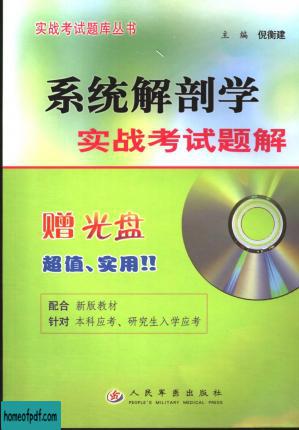 实战考试题库丛书
主 编 倪衡建
系统解剖学
实战考试题解
赠光盘
超值、实用!!
配合 新版教材
针对 本科应考、研究生入学应考
人民军医出版社
PEOPLE'S MILITARY MEDICAL PRESS
homeofpdf.com